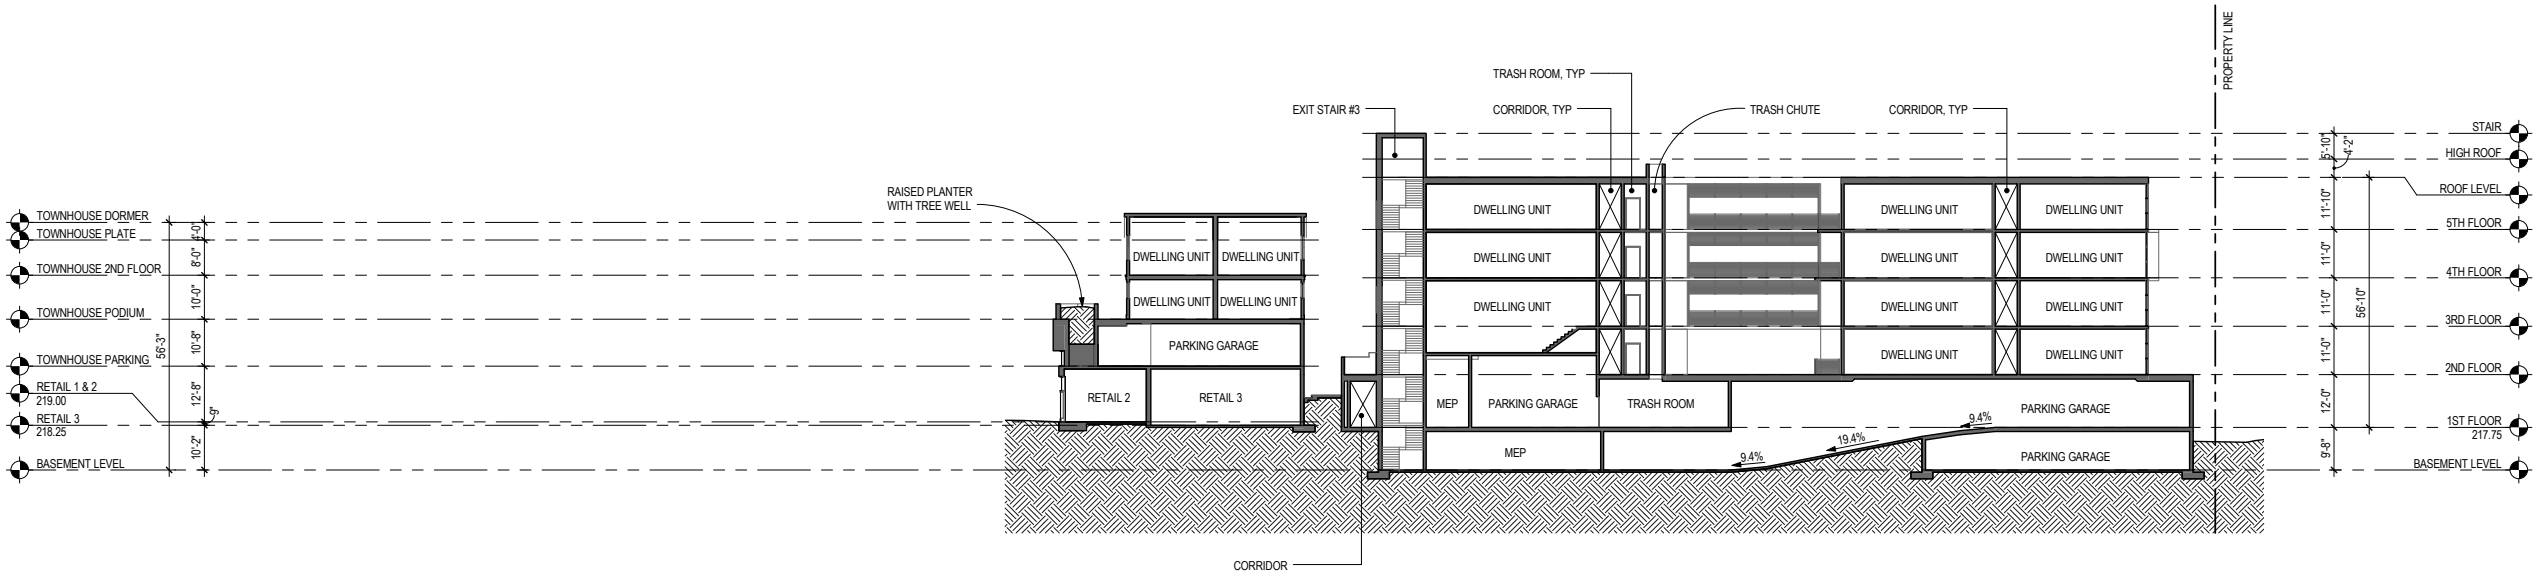 PROPERTY LINE
TRASH ROOM, TYP
EXIT STAIR #3
CORRIDOR, TYP
TRASH CHUTE
CORRIDOR, TYP
STAIR
5'-10"
4'-2"
HIGH ROOF
ROOF LEVEL
11'-10"
5TH FLOOR
11'-0"
4TH FLOOR
11'-0"
56'-10"
3RD FLOOR
11'-0"
2ND FLOOR
12'-0"
1ST FLOOR
217.75
9'-8"
BASEMENT LEVEL
RAISED PLANTER
WITH TREE WELL
TOWNHOUSE DORMER
4'-0"
TOWNHOUSE PLATE
8'-0"
TOWNHOUSE 2ND FLOOR
10'-0"
TOWNHOUSE PODIUM
56'-3"
10'-8"
TOWNHOUSE PARKING
12'-8"
RETAIL 1 & 2
219.00
9"
RETAIL 3
218.25
10'-2"
BASEMENT LEVEL
DWELLING UNIT
DWELLING UNIT
DWELLING UNIT
DWELLING UNIT
PARKING GARAGE
RETAIL 2
RETAIL 3
DWELLING UNIT
DWELLING UNIT
DWELLING UNIT
DWELLING UNIT
DWELLING UNIT
DWELLING UNIT
DWELLING UNIT
DWELLING UNIT
DWELLING UNIT
DWELLING UNIT
DWELLING UNIT
MEP
PARKING GARAGE
TRASH ROOM
PARKING GARAGE
9.4%
19.4%
9.4%
MEP
PARKING GARAGE
CORRIDOR